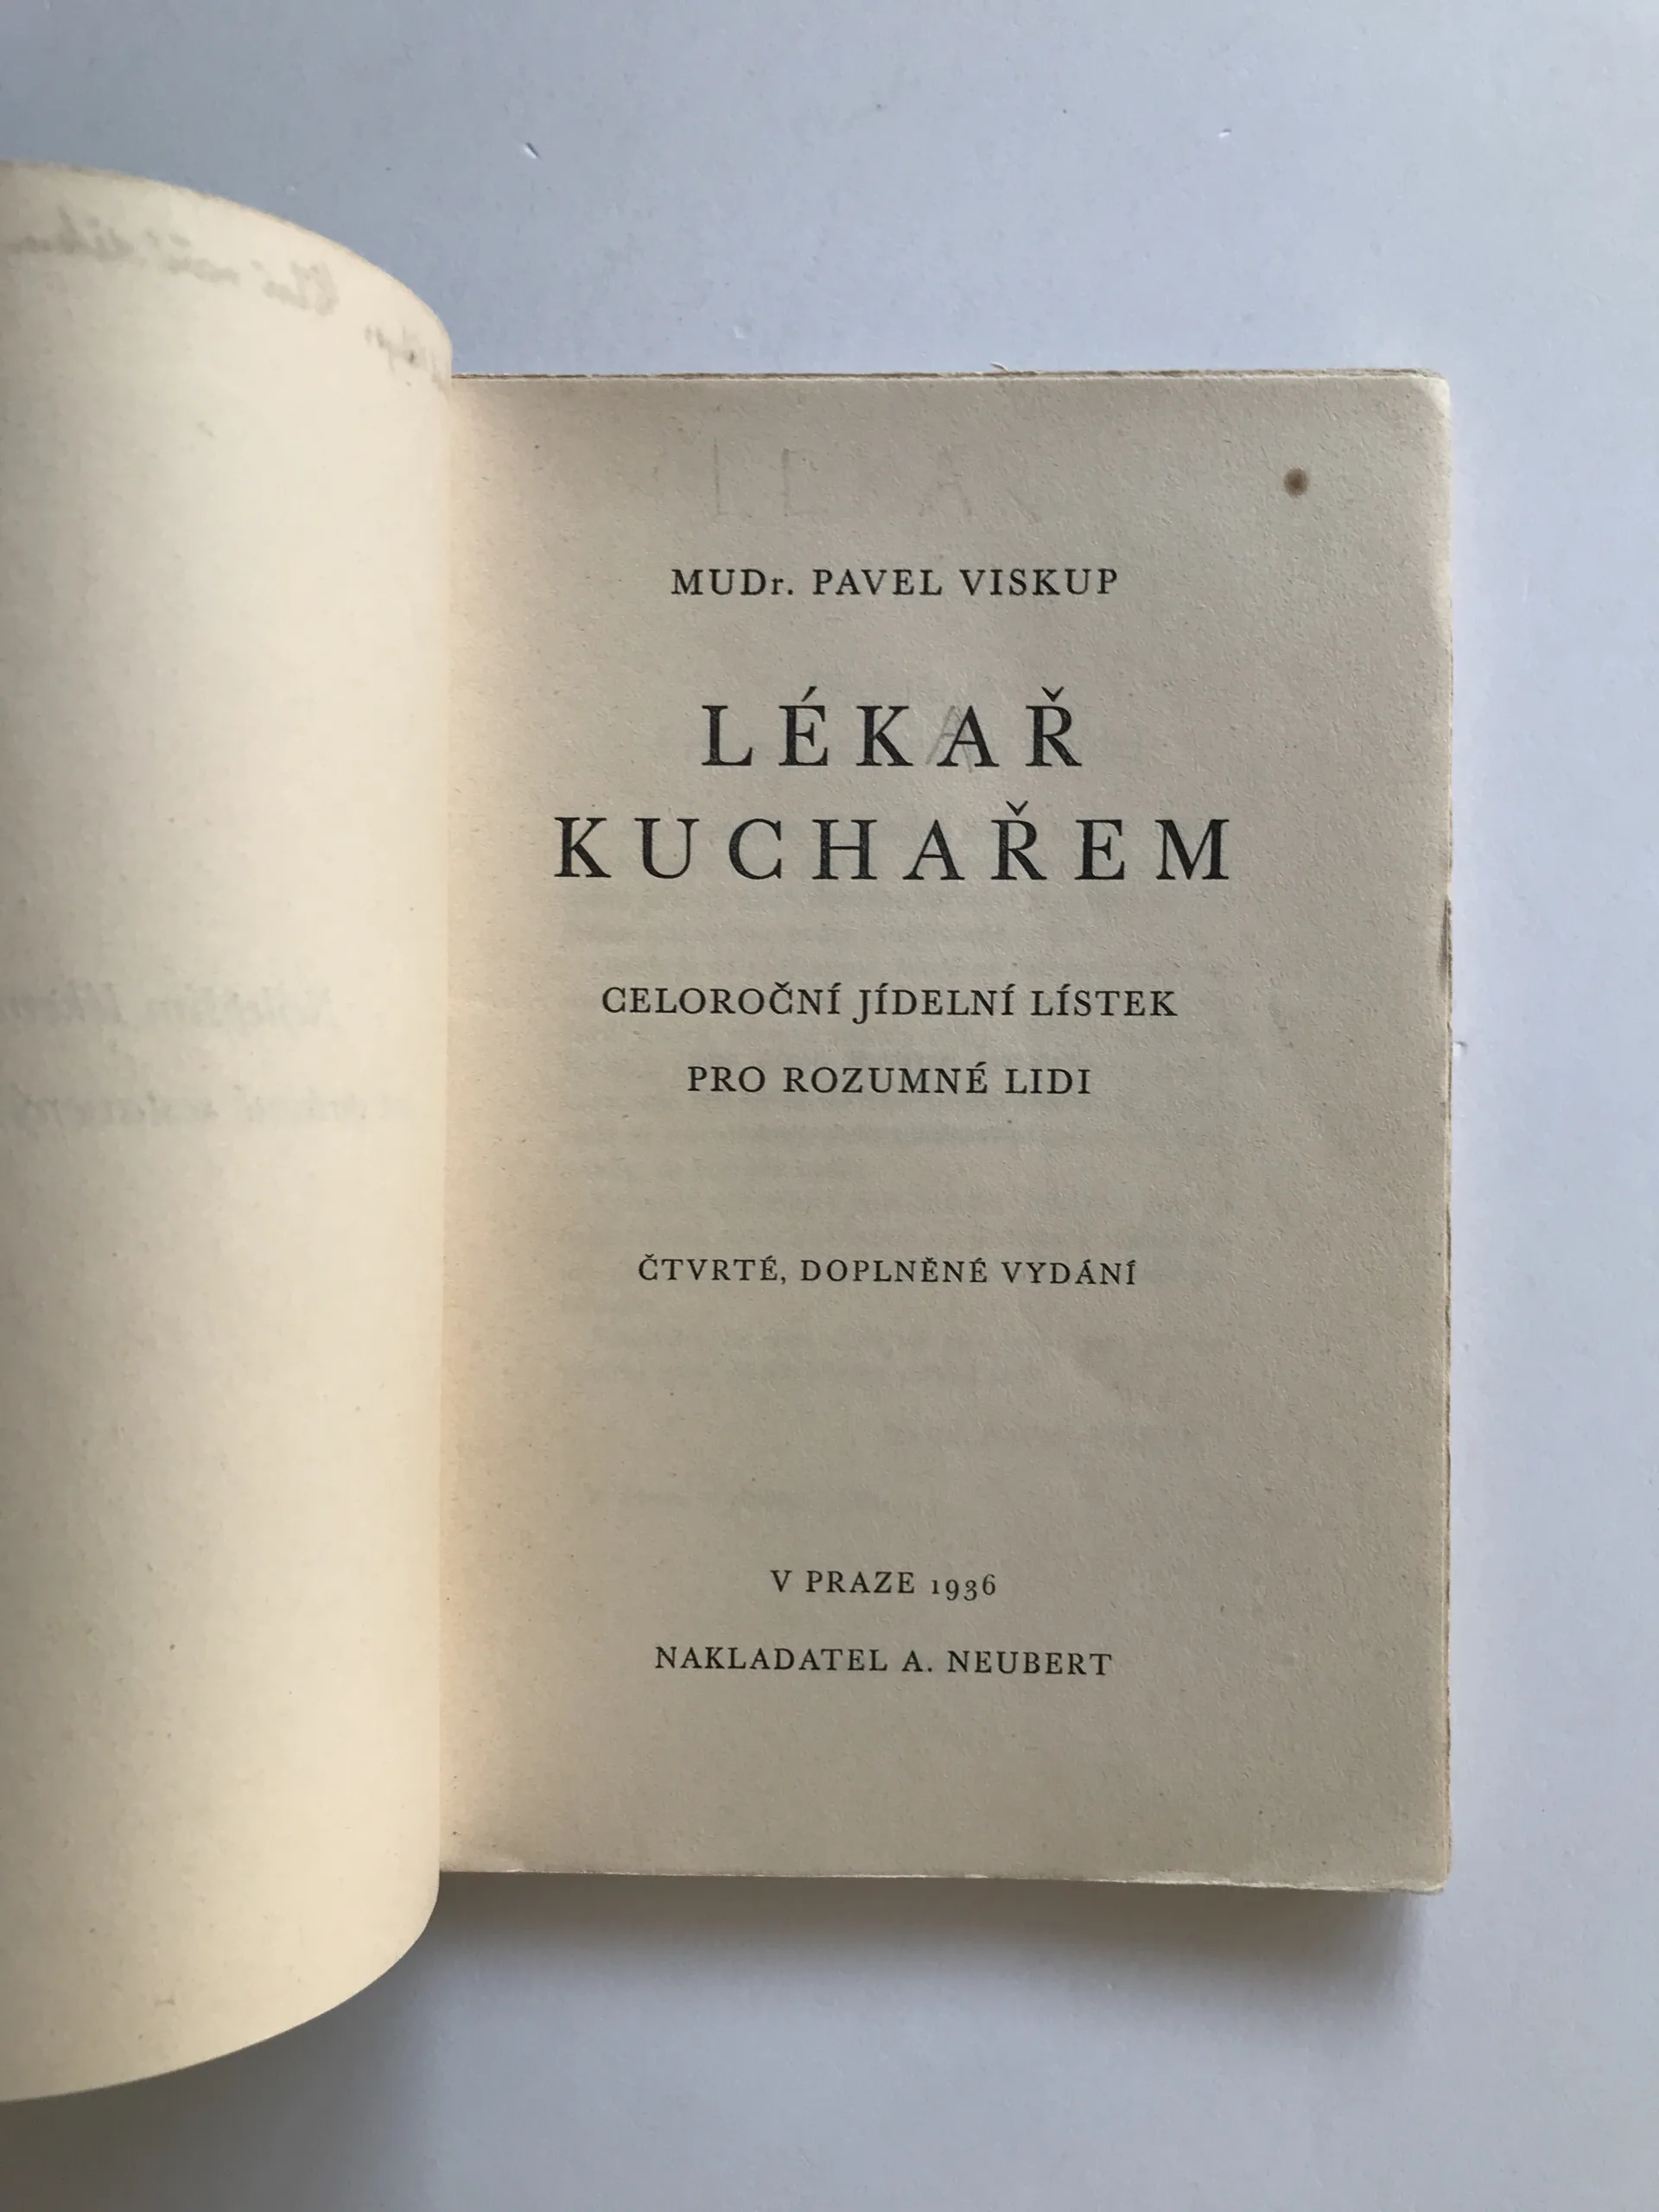 MUDr. PAVEL VISKUP
LÉKAŘ
KUCHAŘEM
CELOROČNÍ JÍDELNÍ LÍSTEK
PRO ROZUMNÉ LIDI
ČTVRTÉ, DOPLNĚNÉ VYDÁNÍ
V PRAZE 1936
NAKLADATEL A. NEUBERT